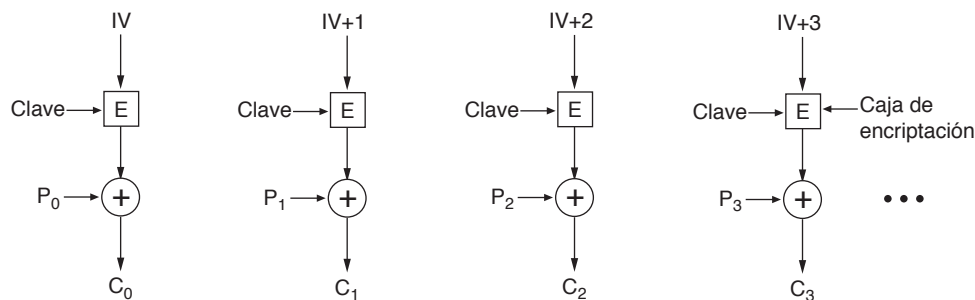 IV IV+1 IV+2 IV+3
Clave E Clave E Clave E Clave E Caja de
encriptación
P0 + P1 + P2 + P3 + •••
C0 C1 C2 C3